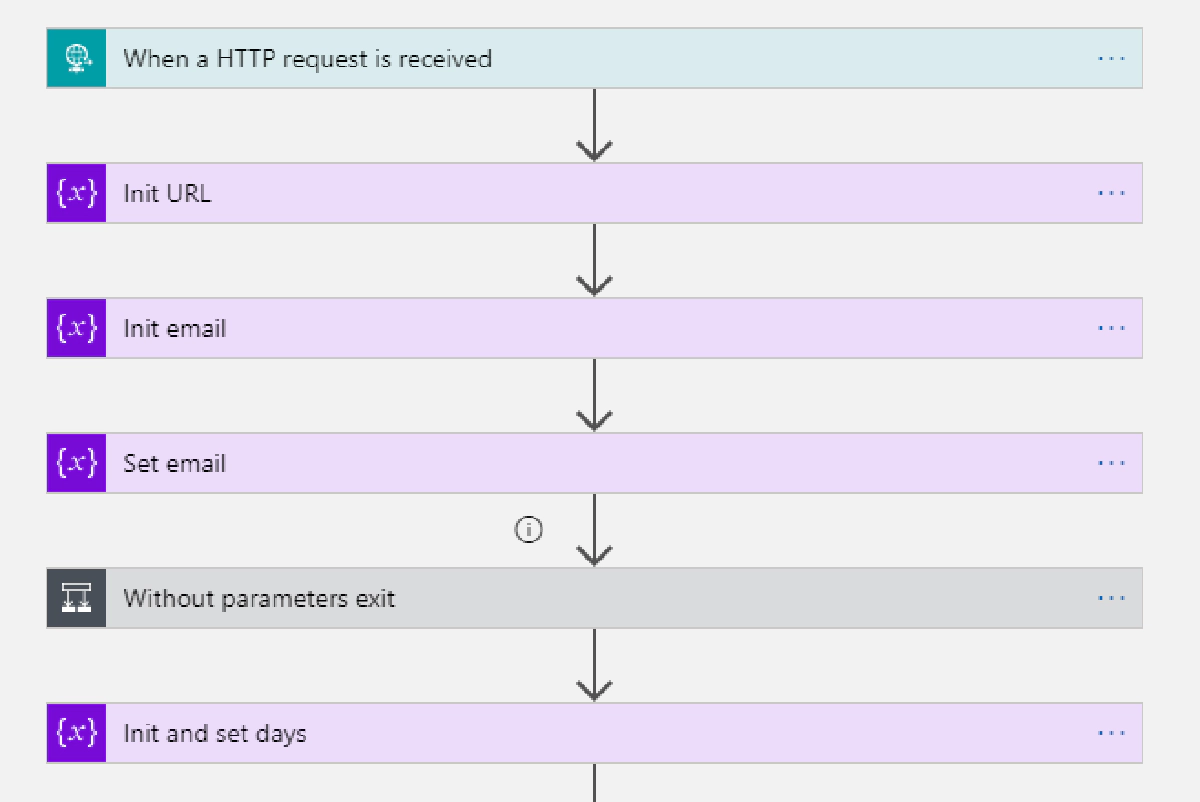 When a HTTP request is received
{x} Init URL
{x} Init email
{x} Set email
Without parameters exit
{x} Init and set days